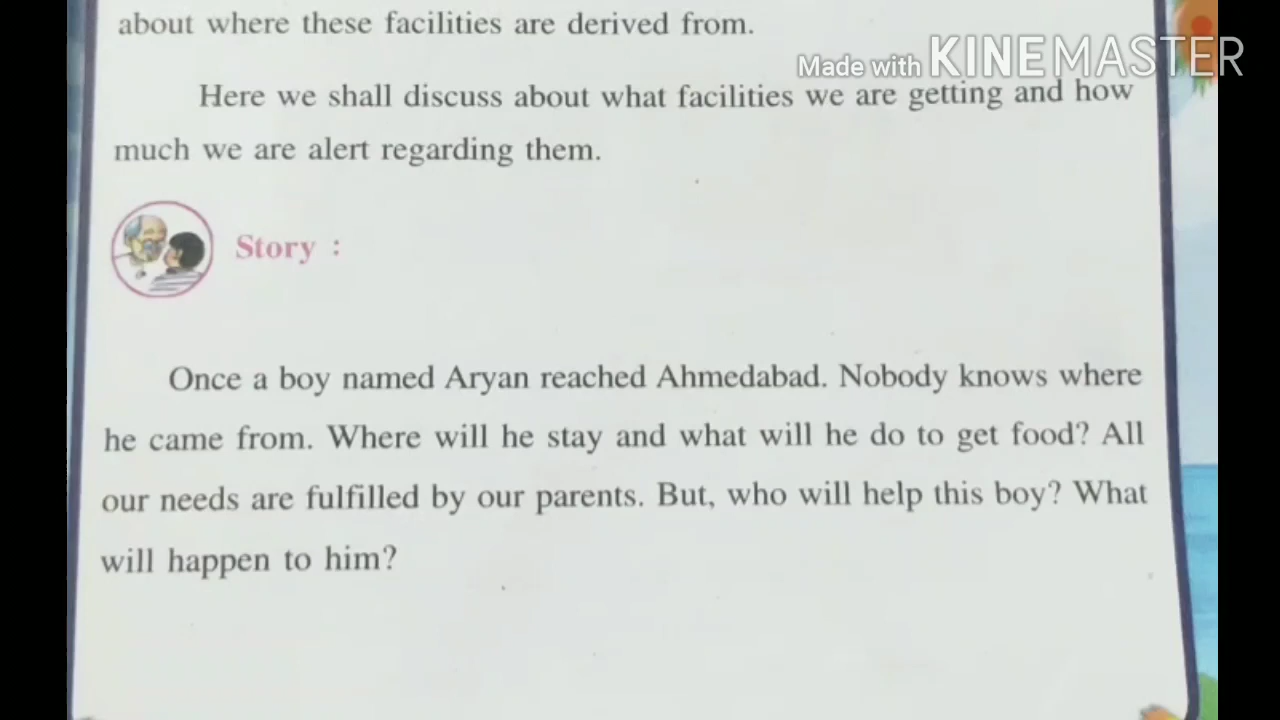 about where these facilities are derived from.
Made with KINEMASTER
Here we shall discuss about what facilities we are getting and how
much we are alert regarding them.
Story :
Once a boy named Aryan reached Ahmedabad. Nobody knows where
he came from. Where will he stay and what will he do to get food? All
our needs are fulfilled by our parents. But, who will help this boy? What
will happen to him?